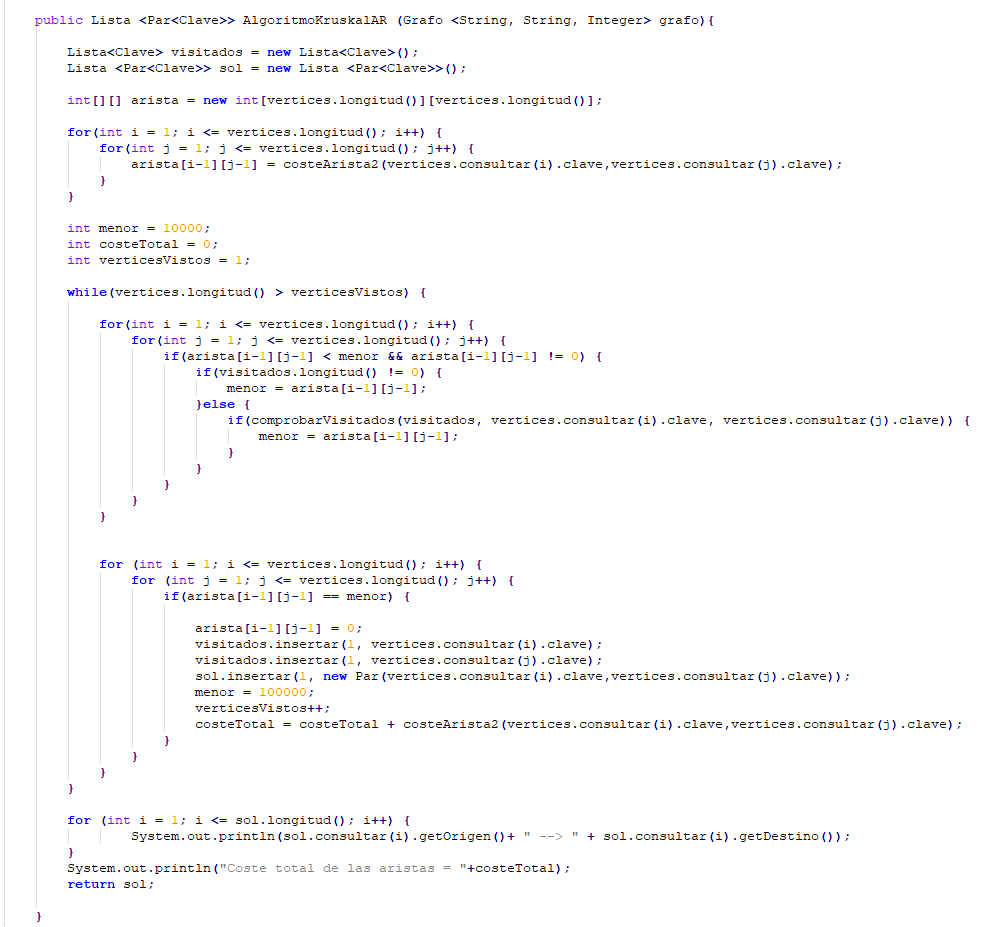 public Lista <Par<Clave>> AlgoritmoKruskalAR (Grafo <String, String, Integer> grafo){
Lista<Clave> visitados = new Lista<Clave>();
Lista <Par<Clave>> sol = new Lista <Par<Clave>>();
int[][] arista = new int[vertices.longitud()][vertices.longitud()];
for(int i = 1; i <= vertices.longitud(); i++) {
for(int j = 1; j <= vertices.longitud(); j++) {
arista[i-1][j-1] = costeArista2(vertices.consultar(i).clave,vertices.consultar(j).clave);
}
}
int menor = 10000;
int costeTotal = 0;
int verticesVistos = 1;
while(vertices.longitud() > verticesVistos) {
for(int i = 1; i <= vertices.longitud(); i++) {
for(int j = 1; j <= vertices.longitud(); j++) {
if(arista[i-1][j-1] < menor && arista[i-1][j-1] != 0) {
if(visitados.longitud() != 0) {
menor = arista[i-1][j-1];
}else {
if(comprobarVisitados(visitados, vertices.consultar(i).clave, vertices.consultar(j).clave)) {
menor = arista[i-1][j-1];
}
}
}
}
}
for (int i = 1; i <= vertices.longitud(); i++) {
for (int j = 1; j <= vertices.longitud(); j++) {
if(arista[i-1][j-1] == menor) {
arista[i-1][j-1] = 0;
visitados.insertar(1, vertices.consultar(i).clave);
visitados.insertar(1, vertices.consultar(j).clave);
sol.insertar(1, new Par(vertices.consultar(i).clave,vertices.consultar(j).clave));
menor = 100000;
verticesVistos++;
costeTotal = costeTotal + costeArista2(vertices.consultar(i).clave,vertices.consultar(j).clave);
}
}
}
}
for (int i = 1; i <= sol.longitud(); i++) {
System.out.println(sol.consultar(i).getOrigen()+ " --> " + sol.consultar(i).getDestino());
}
System.out.println("Coste total de las aristas = "+costeTotal);
return sol;
}